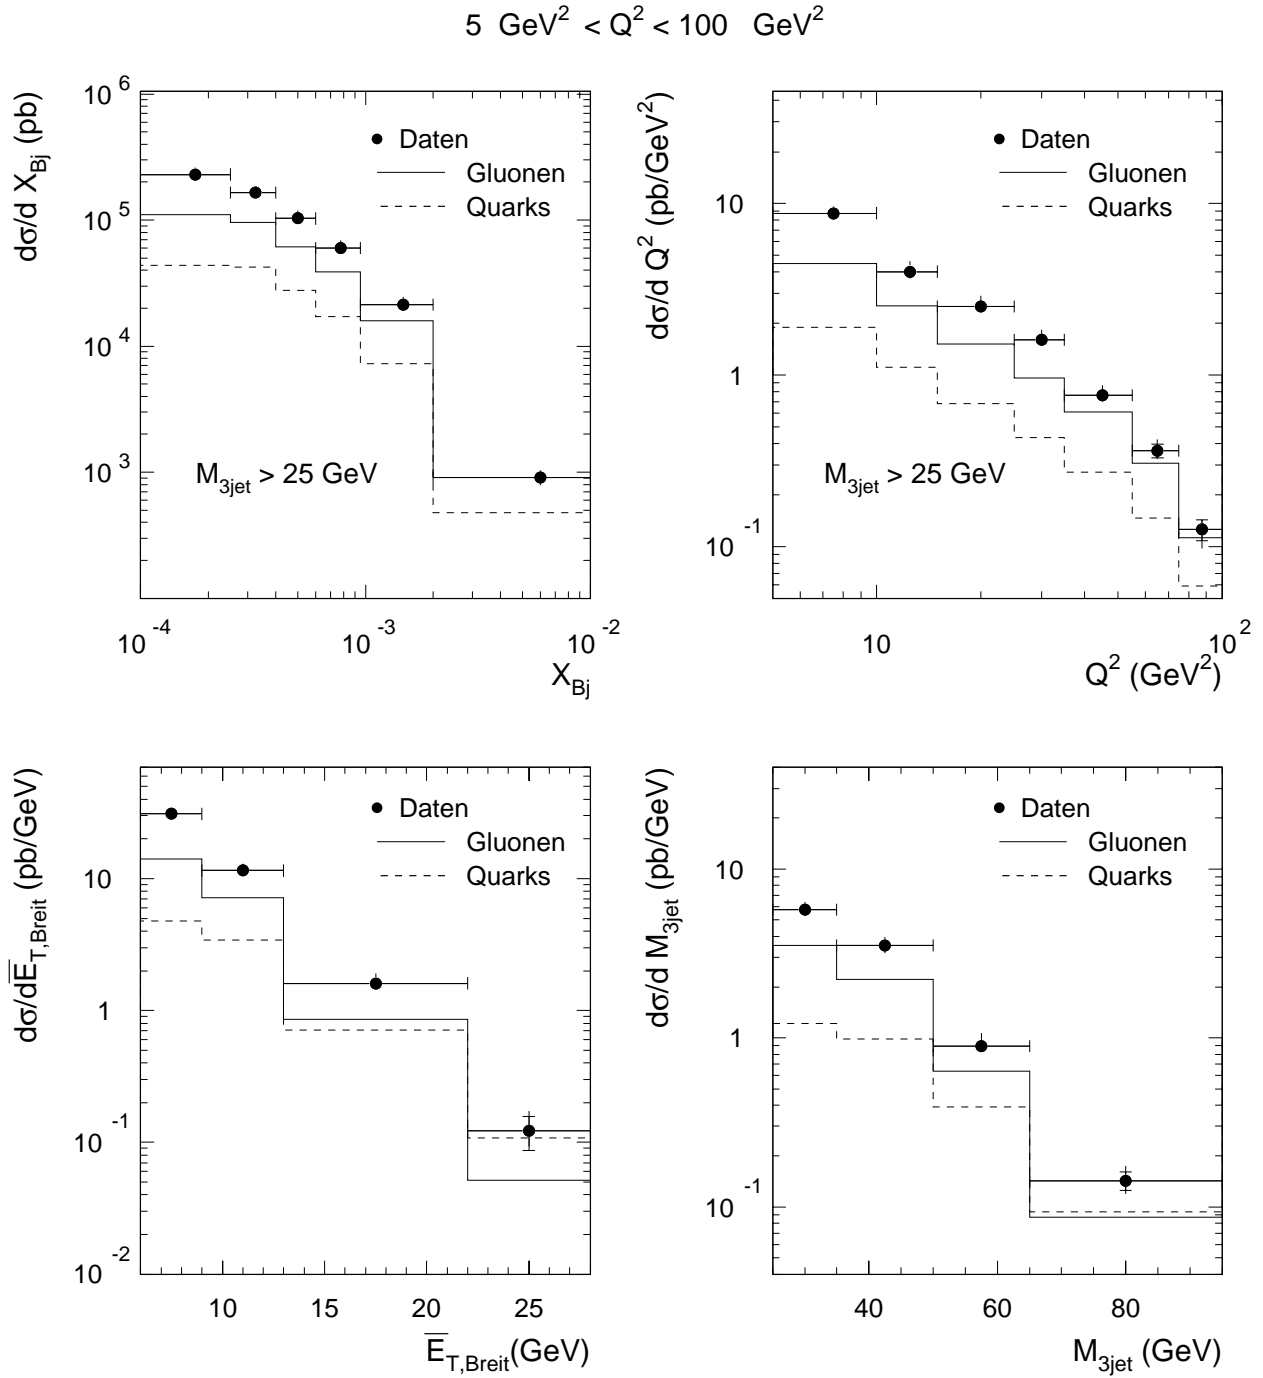 5 GeV² < Q² < 100 GeV²
dσ/d X_Bj (pb)
10⁶
10⁵
10⁴
10³
Daten
Gluonen
Quarks
M_3jet > 25 GeV
10⁻⁴ 10⁻³ 10⁻²
X_Bj
dσ/d Q² (pb/GeV²)
10
1
10⁻¹
Daten
Gluonen
Quarks
M_3jet > 25 GeV
10 10²
Q² (GeV²)
dσ/dE̅_T,Breit (pb/GeV)
10
1
10⁻¹
10⁻²
Daten
Gluonen
Quarks
10 15 20 25
E̅_T,Breit(GeV)
dσ/d M_3jet (pb/GeV)
10
1
10⁻¹
Daten
Gluonen
Quarks
40 60 80
M_3jet (GeV)